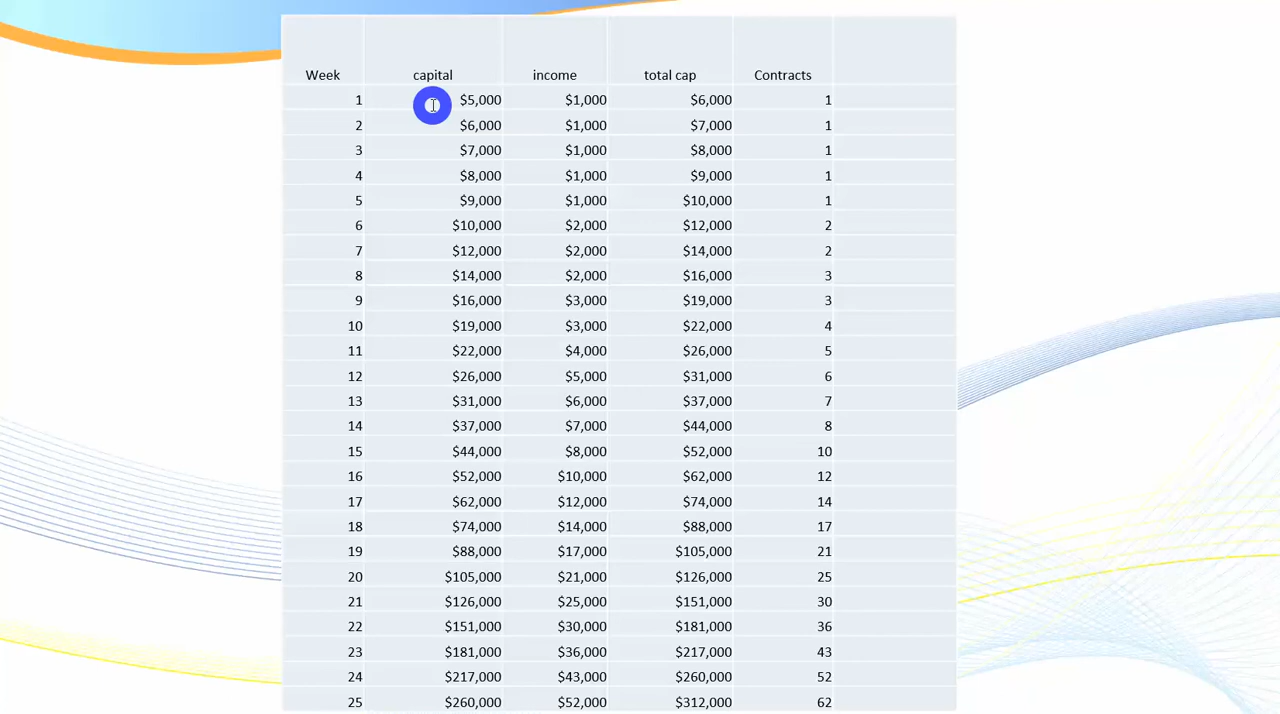 Week capital income total cap Contracts
1 $5,000 $1,000 $6,000 1
2 $6,000 $1,000 $7,000 1
3 $7,000 $1,000 $8,000 1
4 $8,000 $1,000 $9,000 1
5 $9,000 $1,000 $10,000 1
6 $10,000 $2,000 $12,000 2
7 $12,000 $2,000 $14,000 2
8 $14,000 $2,000 $16,000 3
9 $16,000 $3,000 $19,000 3
10 $19,000 $3,000 $22,000 4
11 $22,000 $4,000 $26,000 5
12 $26,000 $5,000 $31,000 6
13 $31,000 $6,000 $37,000 7
14 $37,000 $7,000 $44,000 8
15 $44,000 $8,000 $52,000 10
16 $52,000 $10,000 $62,000 12
17 $62,000 $12,000 $74,000 14
18 $74,000 $14,000 $88,000 17
19 $88,000 $17,000 $105,000 21
20 $105,000 $21,000 $126,000 25
21 $126,000 $25,000 $151,000 30
22 $151,000 $30,000 $181,000 36
23 $181,000 $36,000 $217,000 43
24 $217,000 $43,000 $260,000 52
25 $260,000 $52,000 $312,000 62